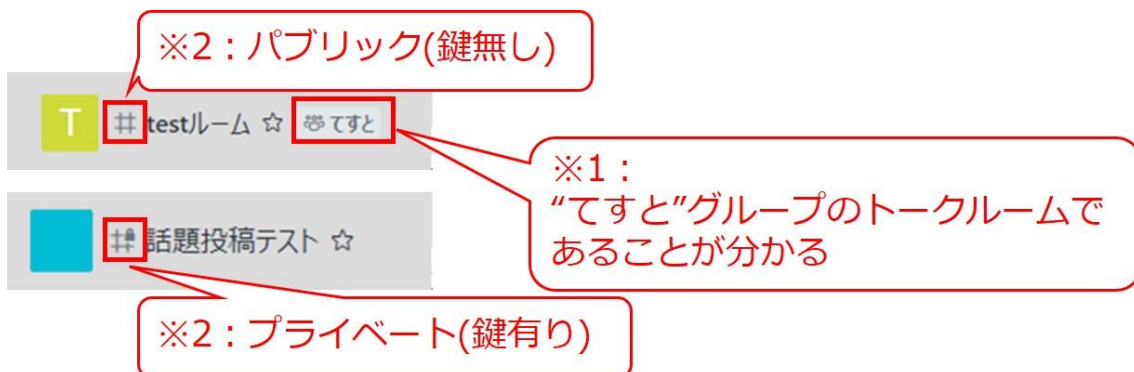 ※2：パブリック(鍵無し)
T # testルーム ☆ てすと
※1：
“てすと”グループのトークルームで
あることが分かる
# 話題投稿テスト ☆
※2：プライベート(鍵有り)